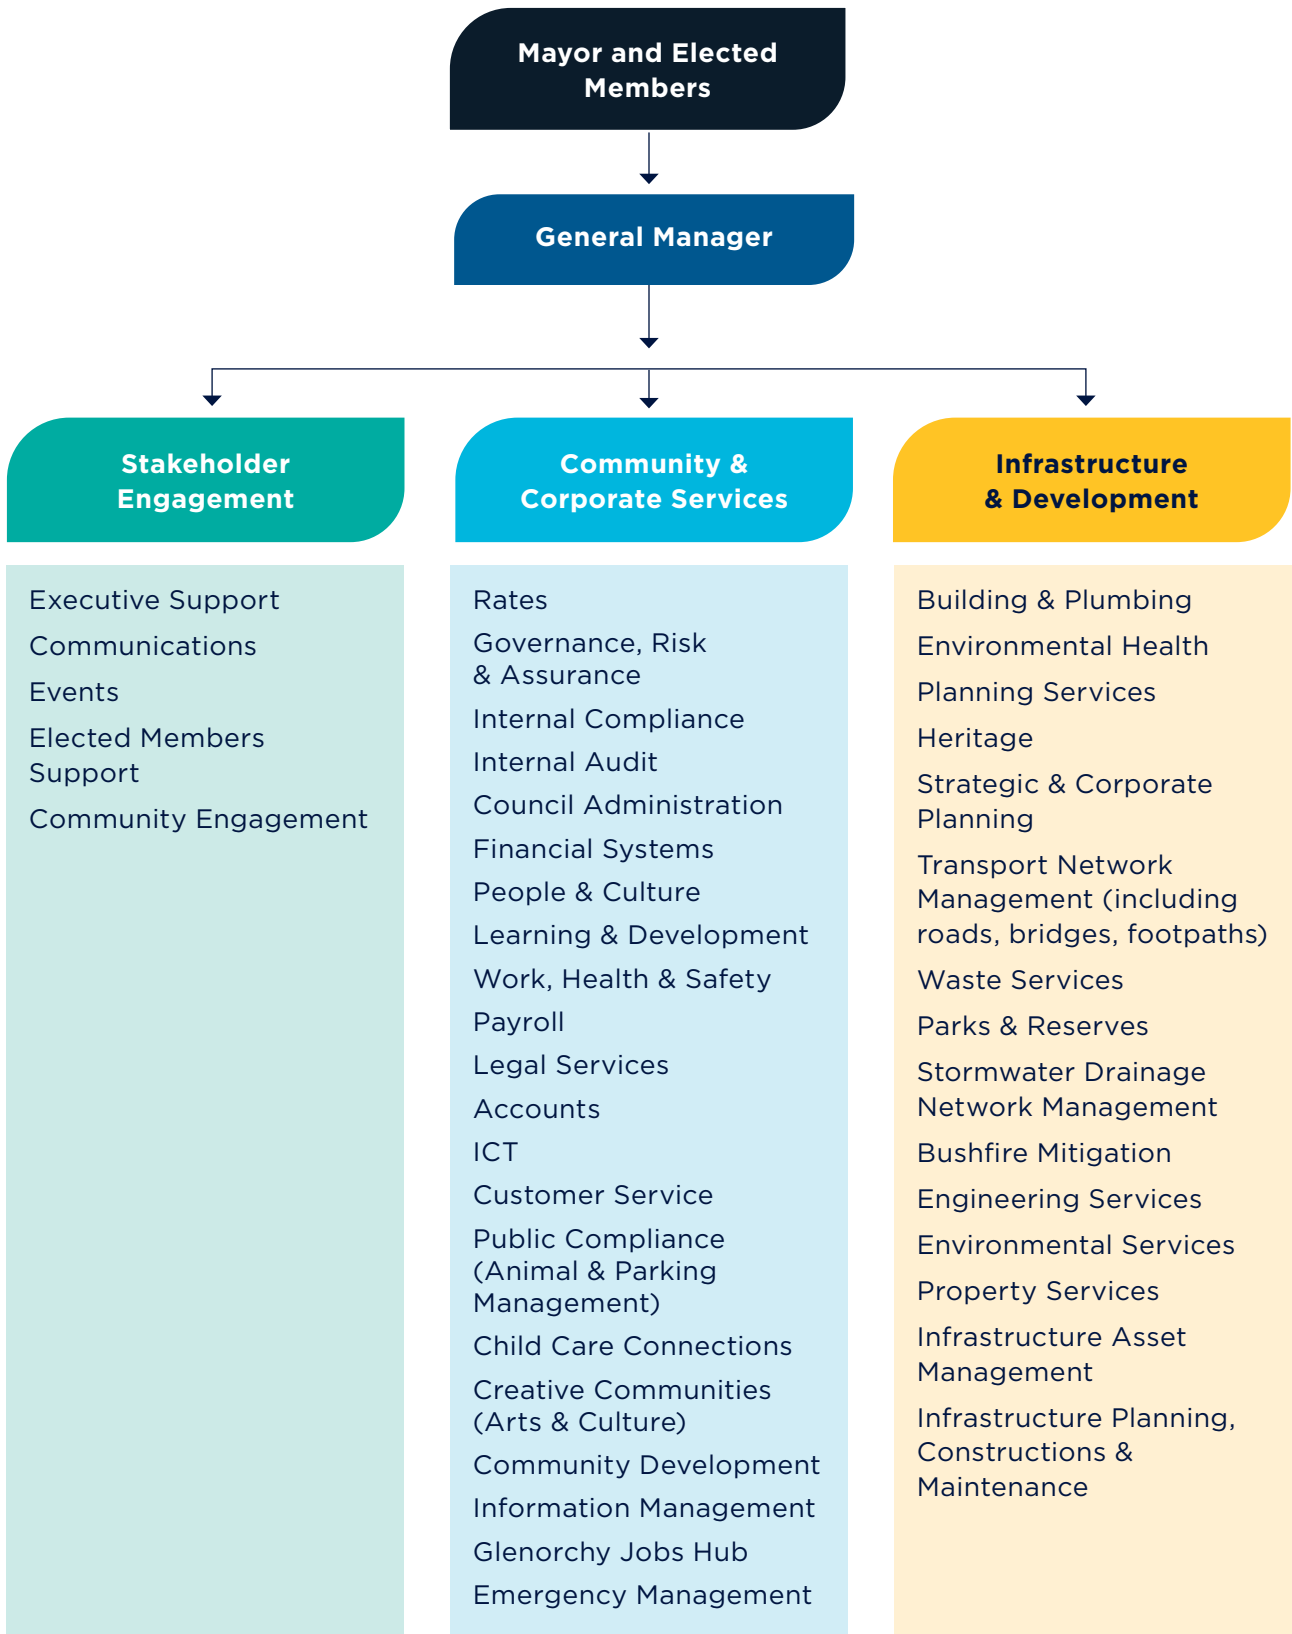 Mayor and Elected
Members
General Manager
Stakeholder
Engagement
Executive Support
Communications
Events
Elected Members
Support
Community Engagement
Community &
Corporate Services
Rates
Governance, Risk
& Assurance
Internal Compliance
Internal Audit
Council Administration
Financial Systems
People & Culture
Learning & Development
Work, Health & Safety
Payroll
Legal Services
Accounts
ICT
Customer Service
Public Compliance
(Animal & Parking
Management)
Child Care Connections
Creative Communities
(Arts & Culture)
Community Development
Information Management
Glenorchy Jobs Hub
Emergency Management
Infrastructure
& Development
Building & Plumbing
Environmental Health
Planning Services
Heritage
Strategic & Corporate
Planning
Transport Network
Management (including
roads, bridges, footpaths)
Waste Services
Parks & Reserves
Stormwater Drainage
Network Management
Bushfire Mitigation
Engineering Services
Environmental Services
Property Services
Infrastructure Asset
Management
Infrastructure Planning,
Constructions &
Maintenance